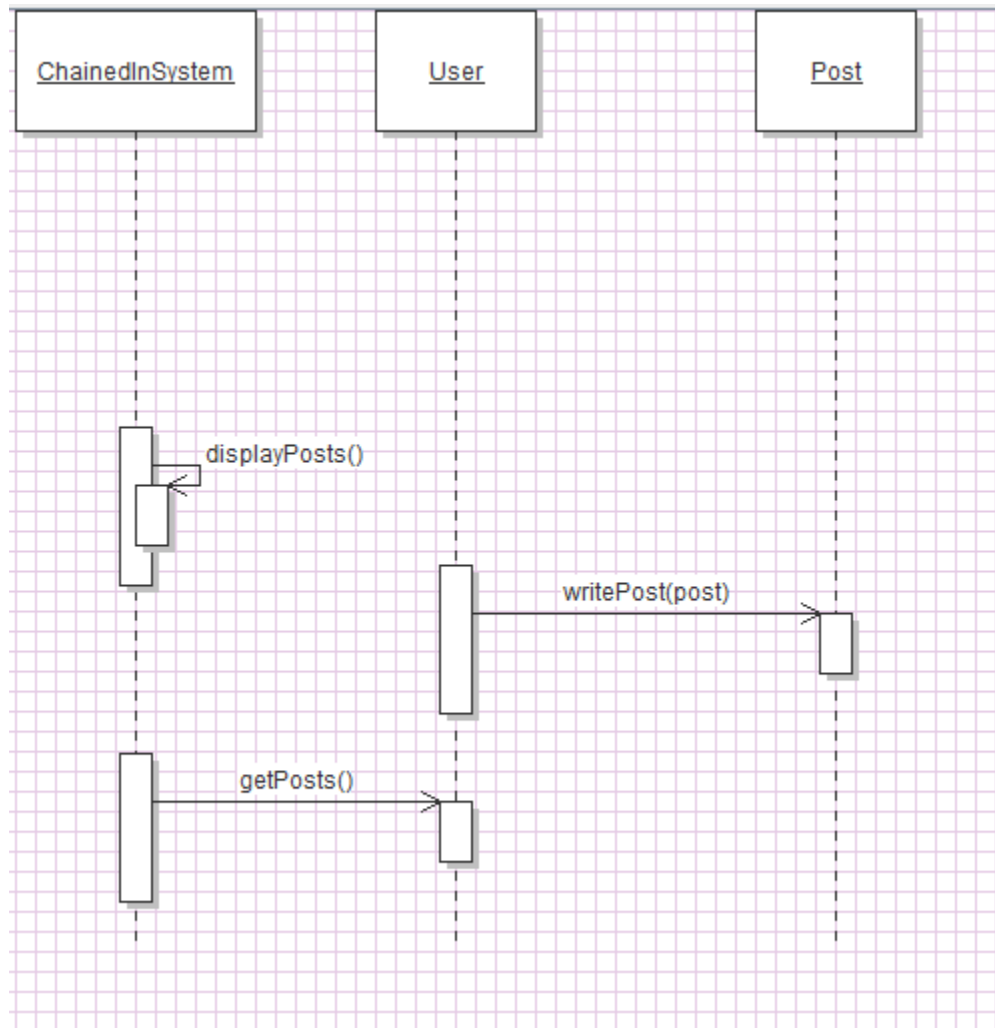 ChainedInSystem
User
Post
displayPosts()
writePost(post)
getPosts()